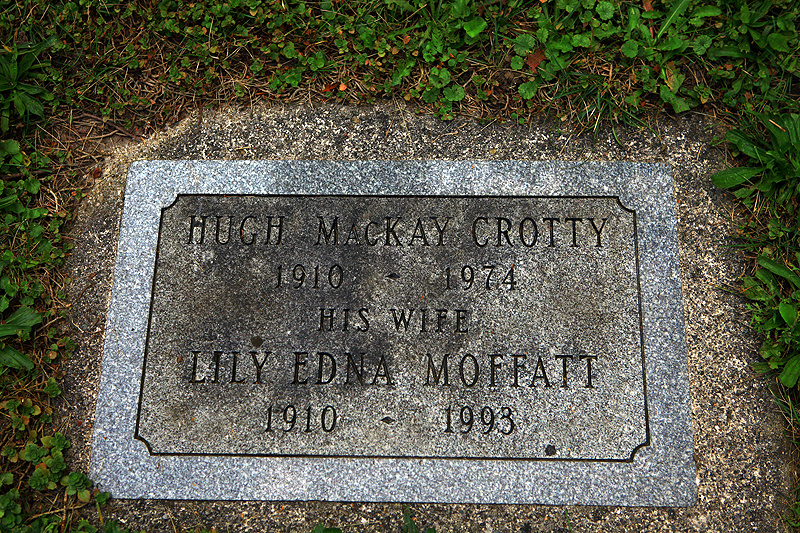 HUGH MACKAY CROTTY
1910 - 1974
HIS WIFE
LILY EDNA MOFFATT
1910 - 1993